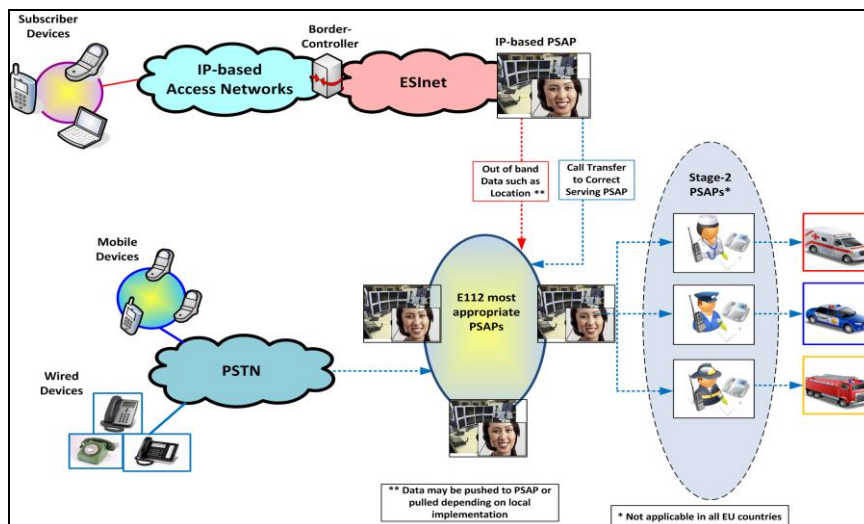 Subscriber
Devices
Border-
Controller
IP-based PSAP
IP-based
Access Networks
ESInet
Out of band
Data such as
Location **
Call Transfer
to Correct
Serving PSAP
Stage-2
PSAPs*
Mobile
Devices
E112 most
appropriate
PSAPs
PSTN
Wired
Devices
** Data may be pushed to PSAP or
pulled depending on local
implementation
* Not applicable in all EU countries